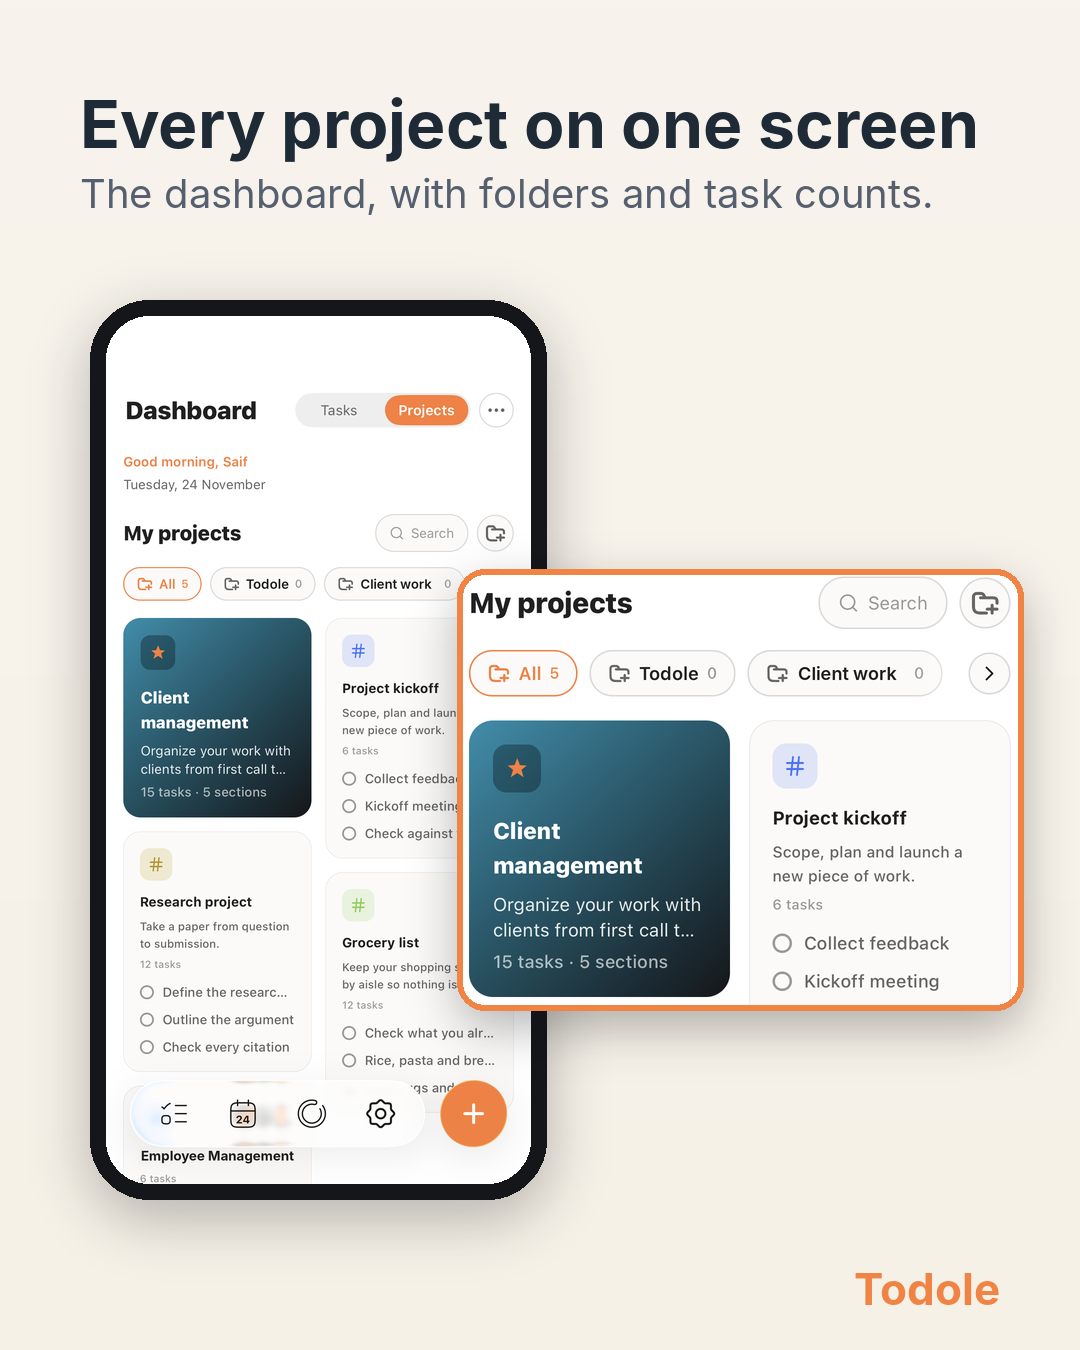 Every project on one screen
The dashboard, with folders and task counts.
Dashboard
Tasks
Projects
Good morning, Saif
Tuesday, 24 November
My projects
Search
All 5
Todole 0
Client work 0
Client
management
Organize your work with
clients from first call t...
15 tasks · 5 sections
Project kickoff
Scope, plan and laun
new piece of work.
6 tasks
Collect feedba
Kickoff meeting
Check against
Research project
Take a paper from question
to submission.
12 tasks
Define the researc...
Outline the argument
Check every citation
Grocery list
Keep your shopping
by aisle so nothing is
12 tasks
Check what you alr...
Rice, pasta and bre...
24
Employee Management
6 tasks
My projects
Search
All 5
Todole 0
Client work 0
Client
management
Organize your work with
clients from first call t...
15 tasks · 5 sections
Project kickoff
Scope, plan and launch a
new piece of work.
6 tasks
Collect feedback
Kickoff meeting
Todole